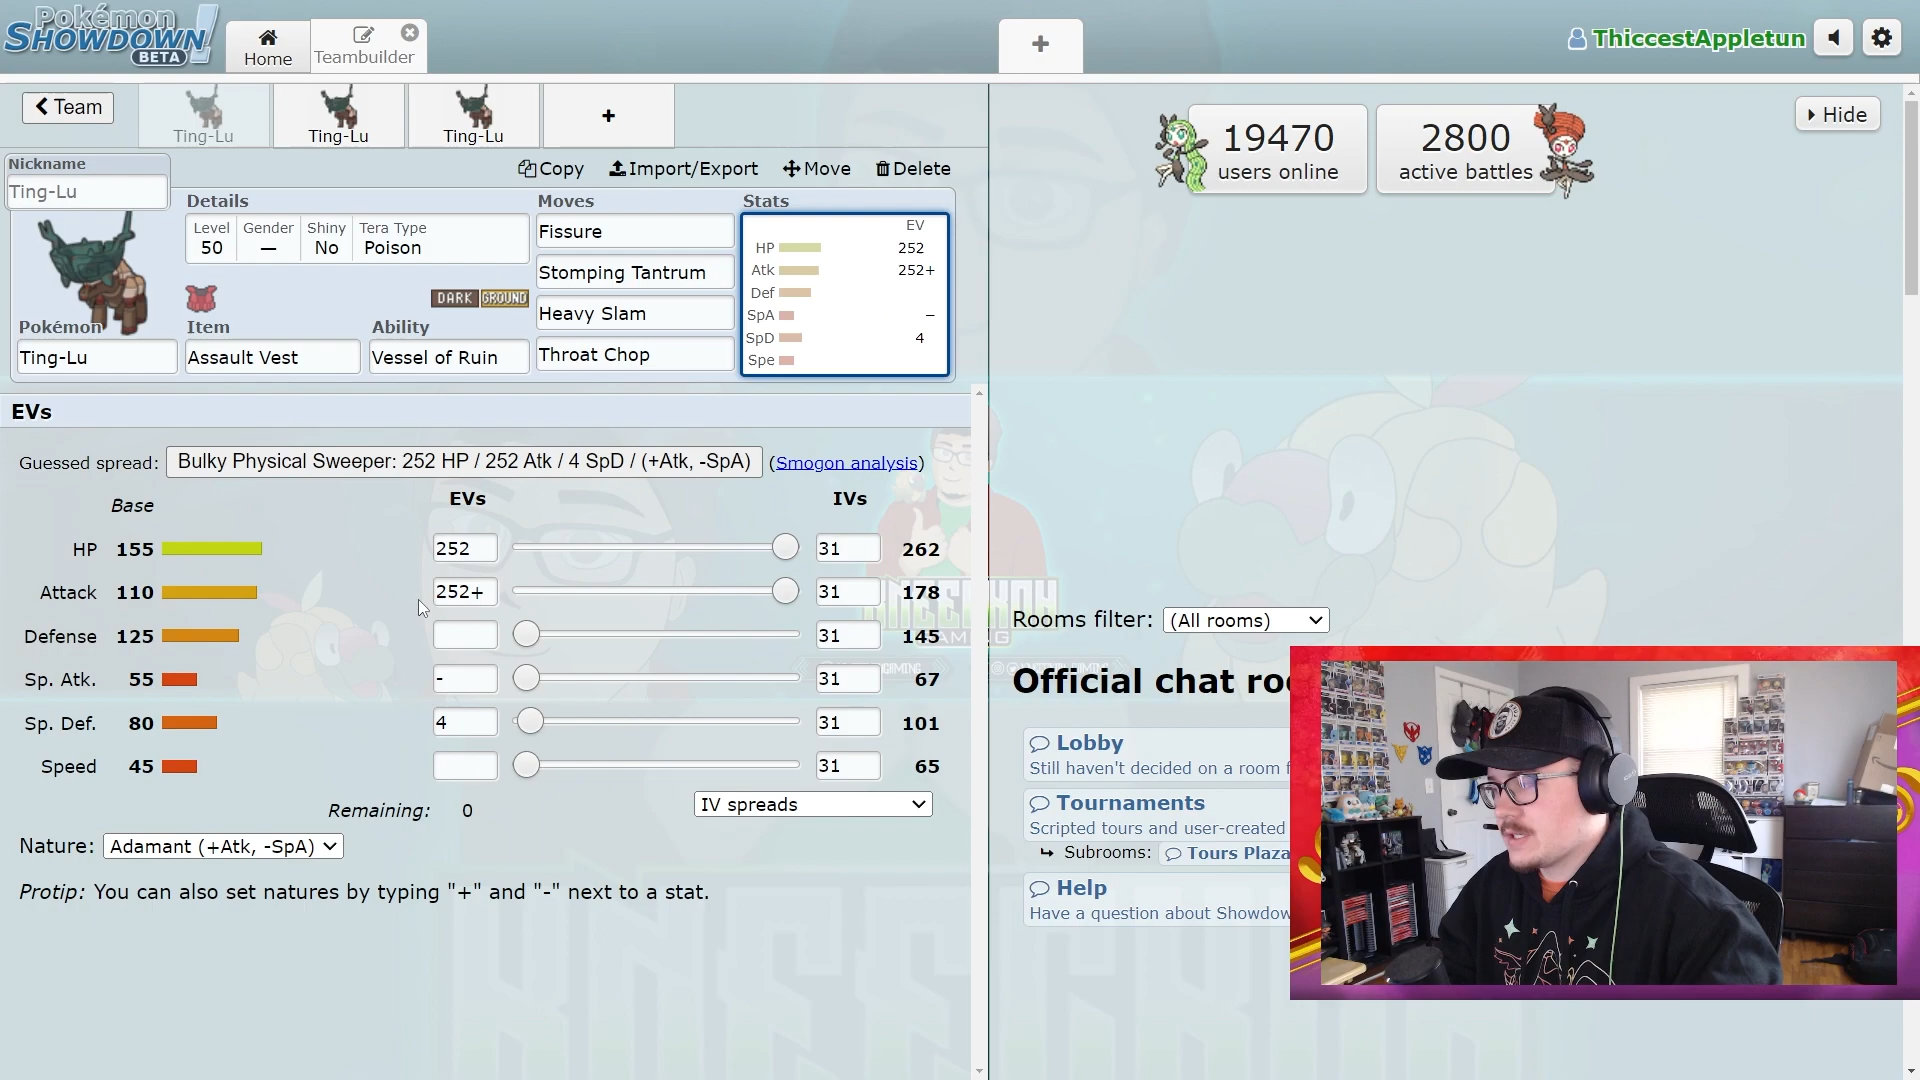 Pokémon
SHOWDOWN!
BETA
Home
Teambuilder
+
ThiccestAppletun
Team
Ting-Lu
Ting-Lu
Ting-Lu
+
19470
users online
2800
active battles
Hide
Nickname
Ting-Lu
Copy
Import/Export
Move
Delete
Details
Moves
Stats
Level
50
Gender
—
Shiny
No
Tera Type
Poison
DARK
GROUND
Pokémon
Ting-Lu
Item
Assault Vest
Ability
Vessel of Ruin
Fissure
Stomping Tantrum
Heavy Slam
Throat Chop
EV
HP 252
Atk 252+
Def
SpA –
SpD 4
Spe
EVs
Guessed spread: Bulky Physical Sweeper: 252 HP / 252 Atk / 4 SpD / (+Atk, -SpA) (Smogon analysis)
Base EVs IVs
HP 155 252 31 262
Attack 110 252+ 31 178
Defense 125 31 145
Sp. Atk. 55 - 31 67
Sp. Def. 80 4 31 101
Speed 45 31 65
Remaining: 0
IV spreads
Nature: Adamant (+Atk, -SpA)
Protip: You can also set natures by typing "+" and "-" next to a stat.
Rooms filter: (All rooms)
Official chat roo
Lobby
Still haven't decided on a room f
Tournaments
Scripted tours and user-created
Subrooms: Tours Plaza
Help
Have a question about Showdow